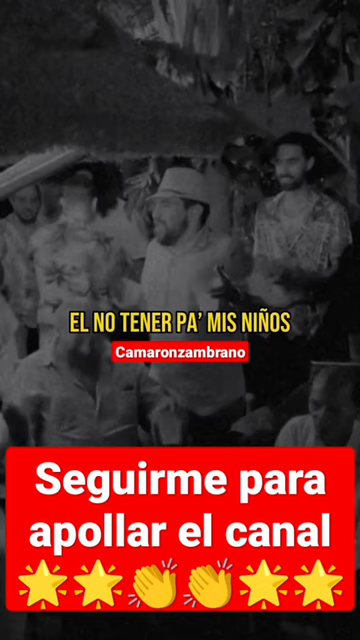 EL NO TENER PA' MIS NIÑOS
Camaronzambrano
Seguirme para
apollar el canal
🌟🌟👏👏🌟🌟